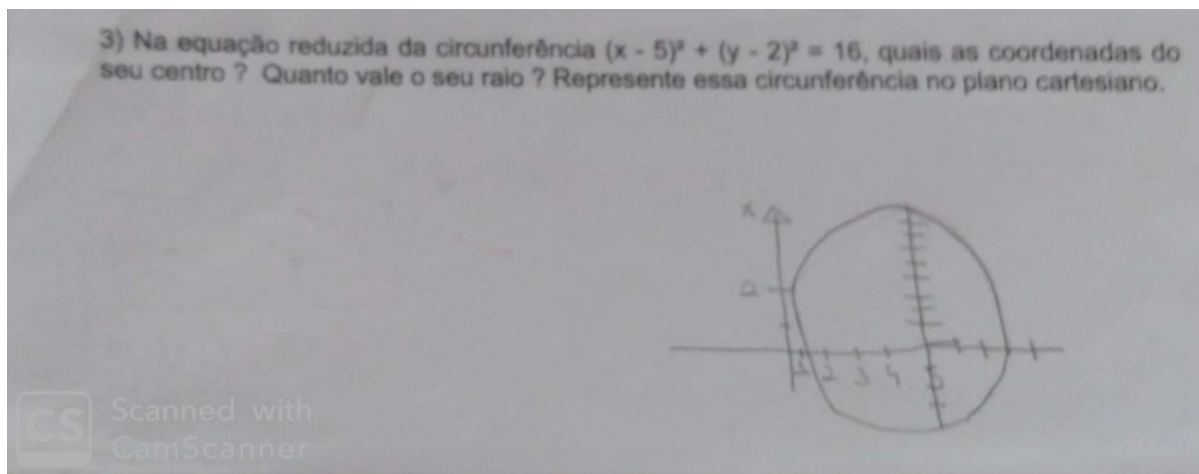 3) Na equação reduzida da circunferência (x - 5)² + (y - 2)² = 16, quais as coordenadas do
seu centro ? Quanto vale o seu raio ? Represente essa circunferência no plano cartesiano.
x
2
1 2 3 4 5
CS Scanned with
CamScanner